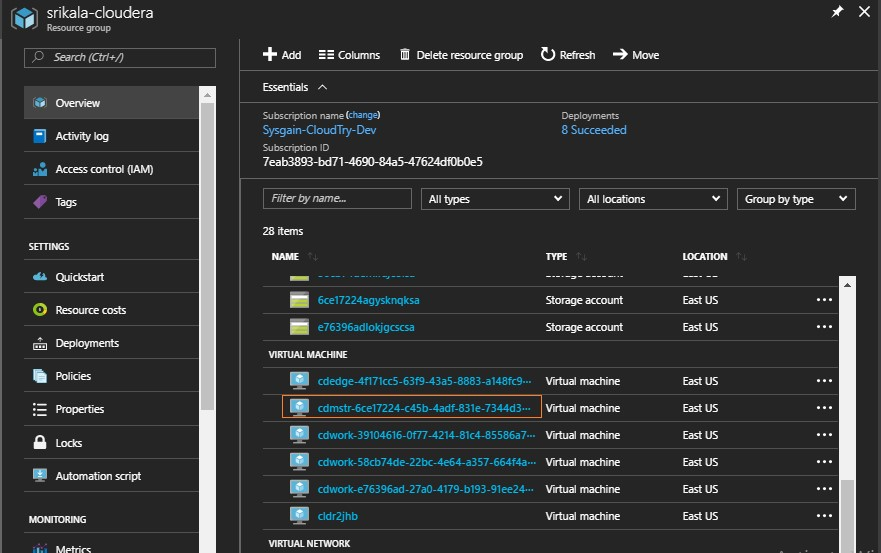 srikala-cloudera
Resource group
Search (Ctrl+/)
Overview
Activity log
Access control (IAM)
Tags
SETTINGS
Quickstart
Resource costs
Deployments
Policies
Properties
Locks
Automation script
MONITORING
Metrics
Add Columns Delete resource group Refresh Move
Essentials
Subscription name (change)
Sysgain-CloudTry-Dev
Deployments
8 Succeeded
Subscription ID
7eab3893-bd71-4690-84a5-47624df0b0e5
Filter by name... All types All locations Group by type
28 items
NAME TYPE LOCATION
Storage account East US
6ce17224agysknqksa Storage account East US ...
e76396adlokjgcscsa Storage account East US ...
VIRTUAL MACHINE
cdedge-4f171cc5-63f9-43a5-8883-a148fc9... Virtual machine East US ...
cdmstr-6ce17224-c45b-4adf-831e-7344d3... Virtual machine East US ...
cdwork-39104616-0f77-4214-81c4-85586a7... Virtual machine East US ...
cdwork-58cb74de-22bc-4e64-a357-664f4a... Virtual machine East US ...
cdwork-e76396ad-27a0-4179-b193-91ee24... Virtual machine East US ...
cldr2jhb Virtual machine East US ...
VIRTUAL NETWORK